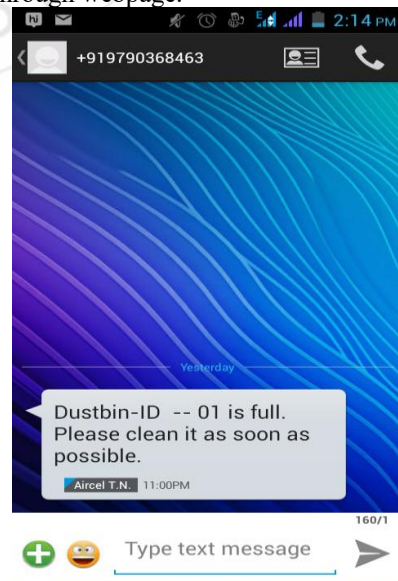 through webpage.
hi
E
2:14 PM
+919790368463
Yesterday
Dustbin-ID -- 01 is full.
Please clean it as soon as
possible.
Aircel T.N. 11:00PM
160/1
Type text message